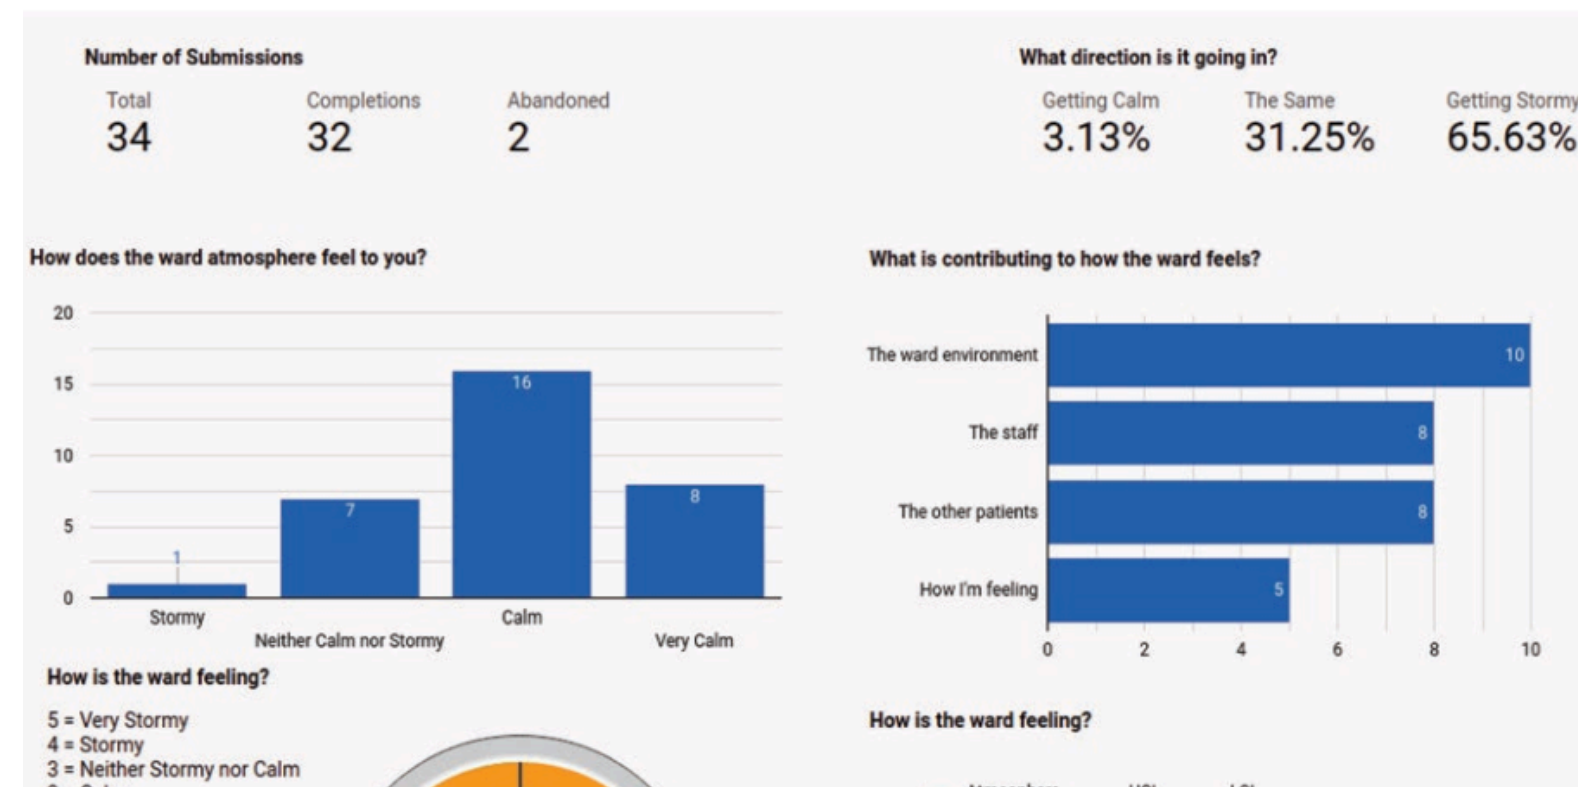 Number of Submissions
Total Completions Abandoned
34 32 2
What direction is it going in?
Getting Calm The Same Getting Stormy
3.13% 31.25% 65.63%
How does the ward atmosphere feel to you?
20
15
10
5
0
1
7
16
8
Stormy
Neither Calm nor Stormy
Calm
Very Calm
What is contributing to how the ward feels?
The ward environment 10
The staff 8
The other patients 8
How I'm feeling 5
0 2 4 6 8 10
How is the ward feeling?
5 = Very Stormy
4 = Stormy
3 = Neither Stormy nor Calm
How is the ward feeling?